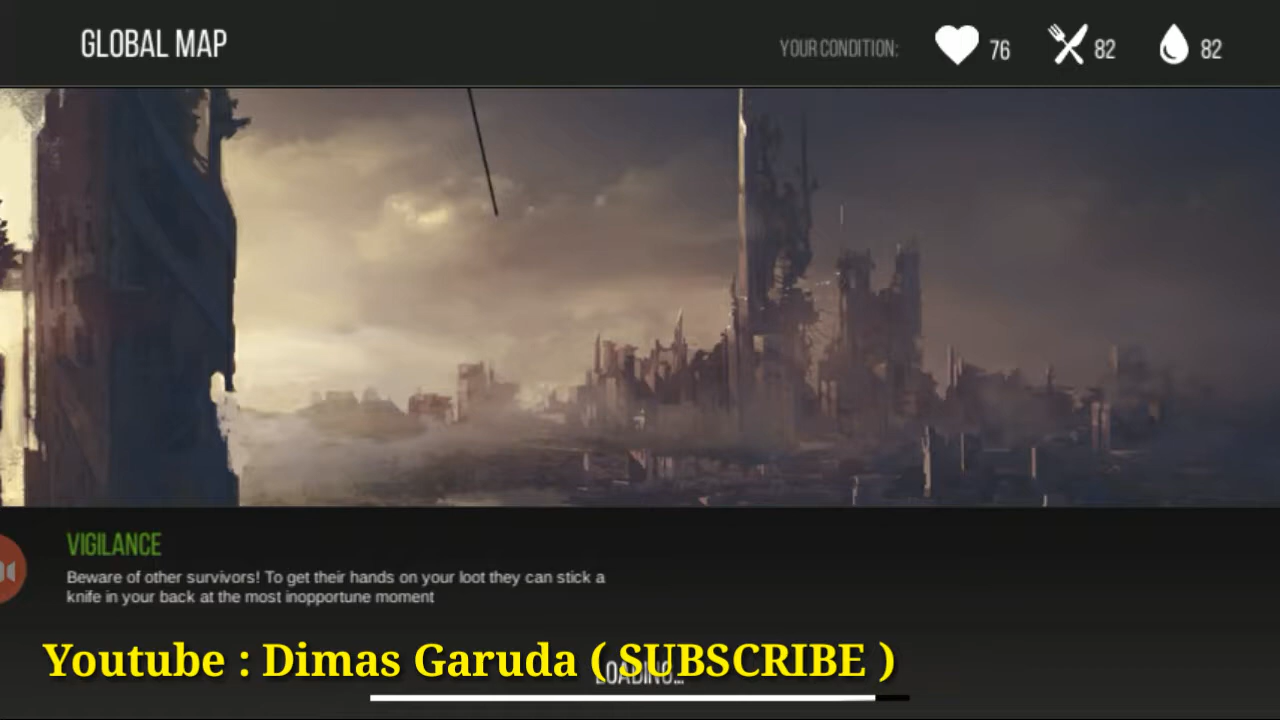 GLOBAL MAP
YOUR CONDITION: 76 82 82
VIGILANCE
Beware of other survivors! To get their hands on your loot they can stick a
knife in your back at the most inopportune moment
Youtube : Dimas Garuda ( SUBSCRIBE )
LOADING...